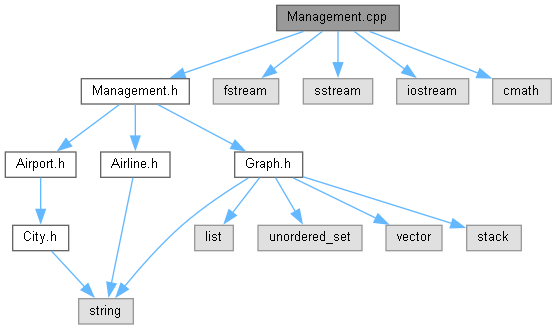 Management.cpp
Management.h
fstream
sstream
iostream
cmath
Airport.h
Airline.h
Graph.h
City.h
list
unordered_set
vector
stack
string